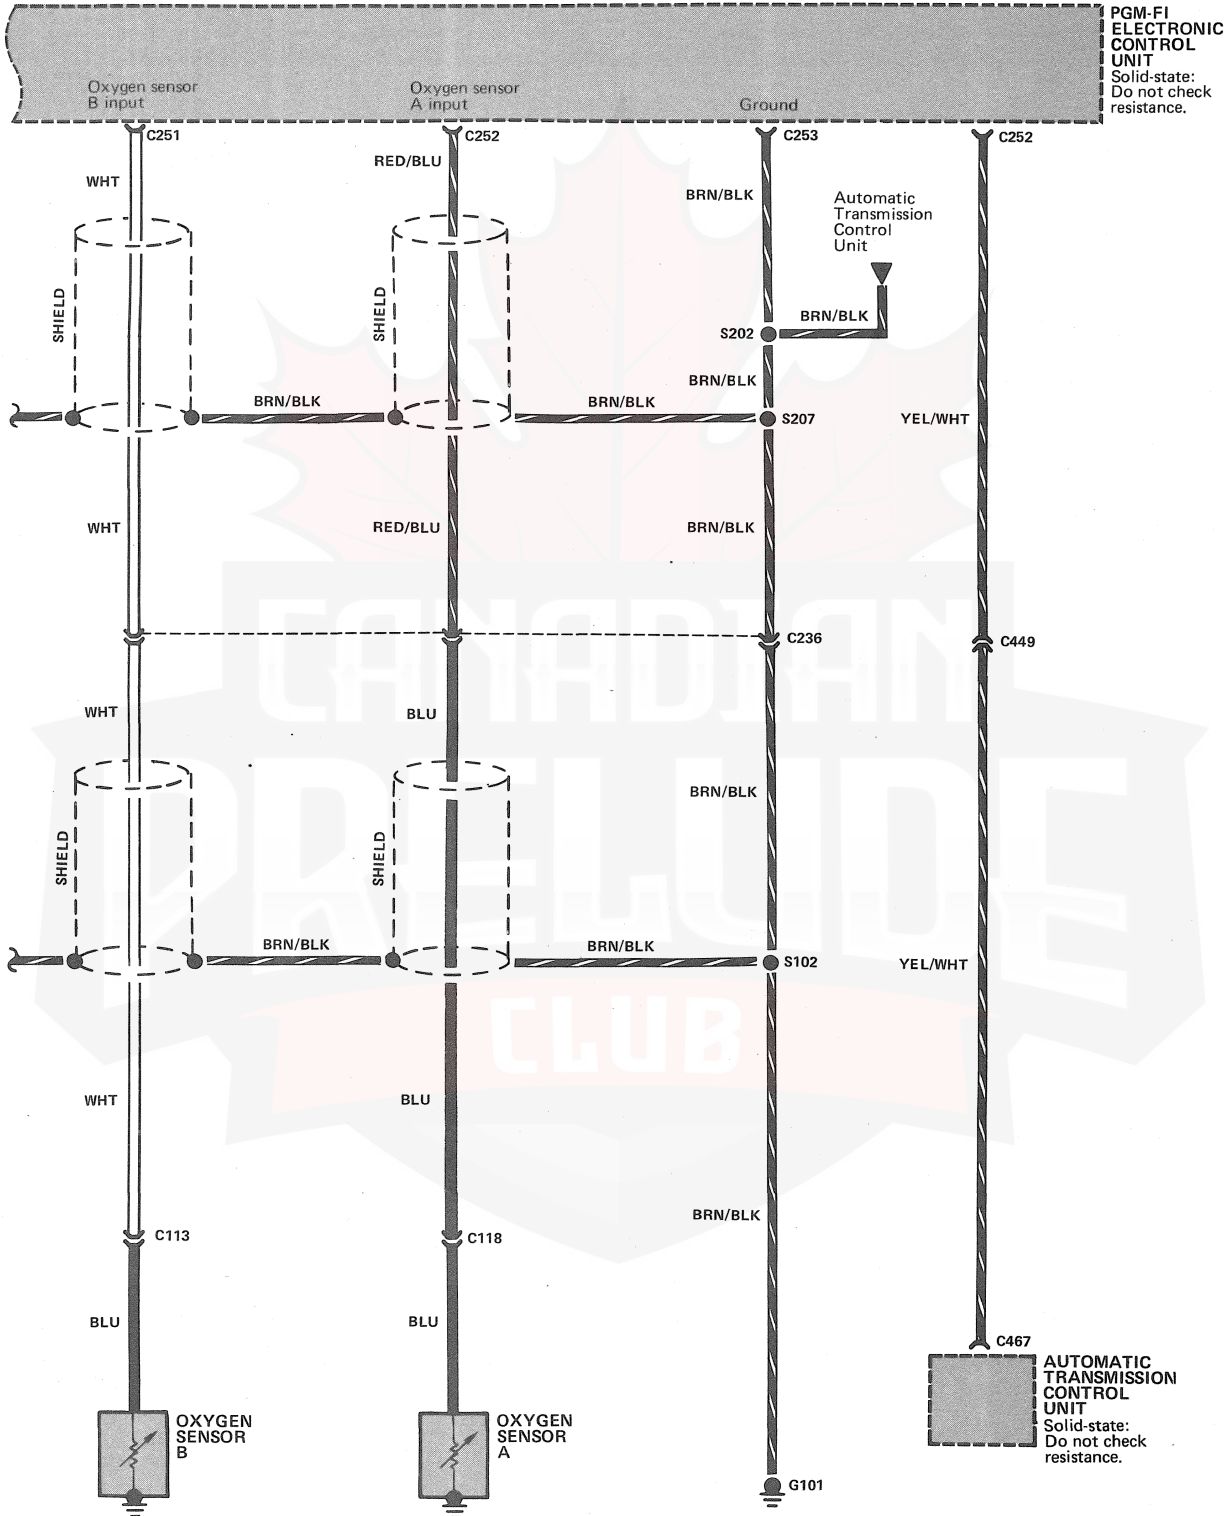 PGM-FI
ELECTRONIC
CONTROL
UNIT
Solid-state:
Do not check
resistance.
Oxygen sensor
B input
Oxygen sensor
A input
Ground
C251
C252
C253
C252
RED/BLU
WHT
BRN/BLK
Automatic
Transmission
Control
Unit
SHIELD
SHIELD
BRN/BLK
S202
BRN/BLK
BRN/BLK
BRN/BLK
S207
YEL/WHT
WHT
RED/BLU
BRN/BLK
C236
C449
CANADIAN
WHT
BLU
BRN/BLK
PRELUDE
SHIELD
SHIELD
BRN/BLK
BRN/BLK
S102
YEL/WHT
CLUB
WHT
BLU
BRN/BLK
C113
C118
BLU
BLU
C467
AUTOMATIC
TRANSMISSION
CONTROL
UNIT
Solid-state:
Do not check
resistance.
OXYGEN
SENSOR
B
OXYGEN
SENSOR
A
G101